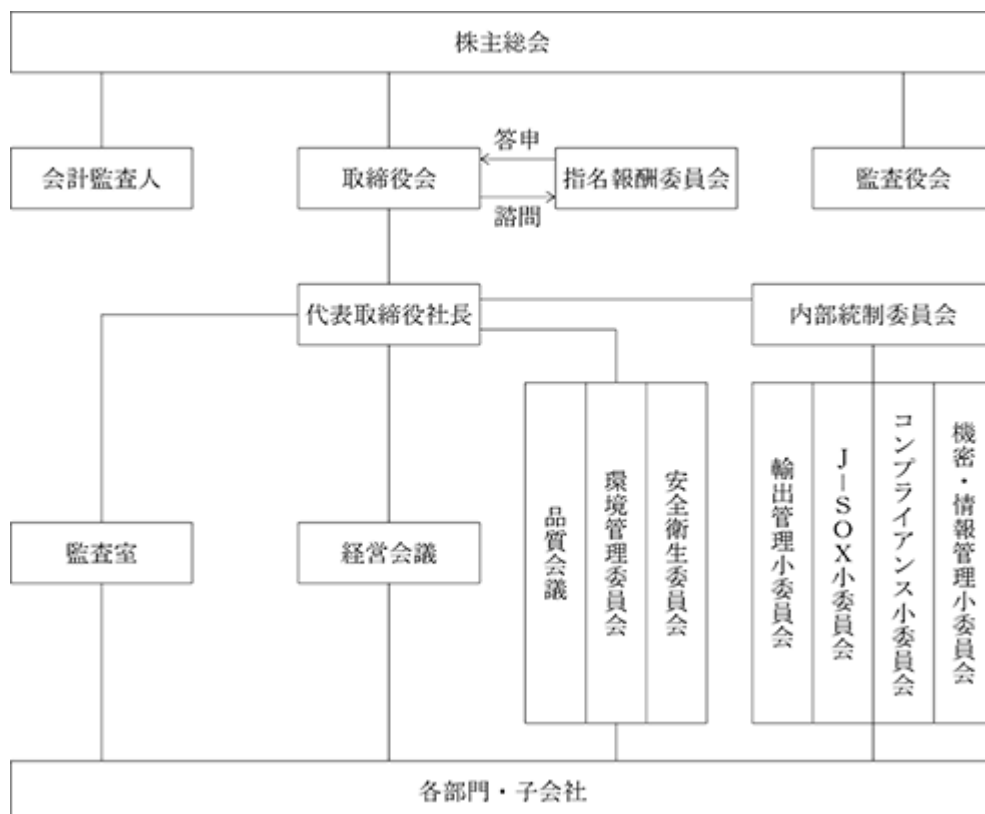 株主総会
答申
会計監査人
取締役会
指名報酬委員会
監査役会
諮問
代表取締役社長
内部統制委員会
監査室
経営会議
品質会議
環境管理委員会
安全衛生委員会
輸出管理小委員会
J－SOX小委員会
コンプライアンス小委員会
機密・情報管理小委員会
各部門・子会社